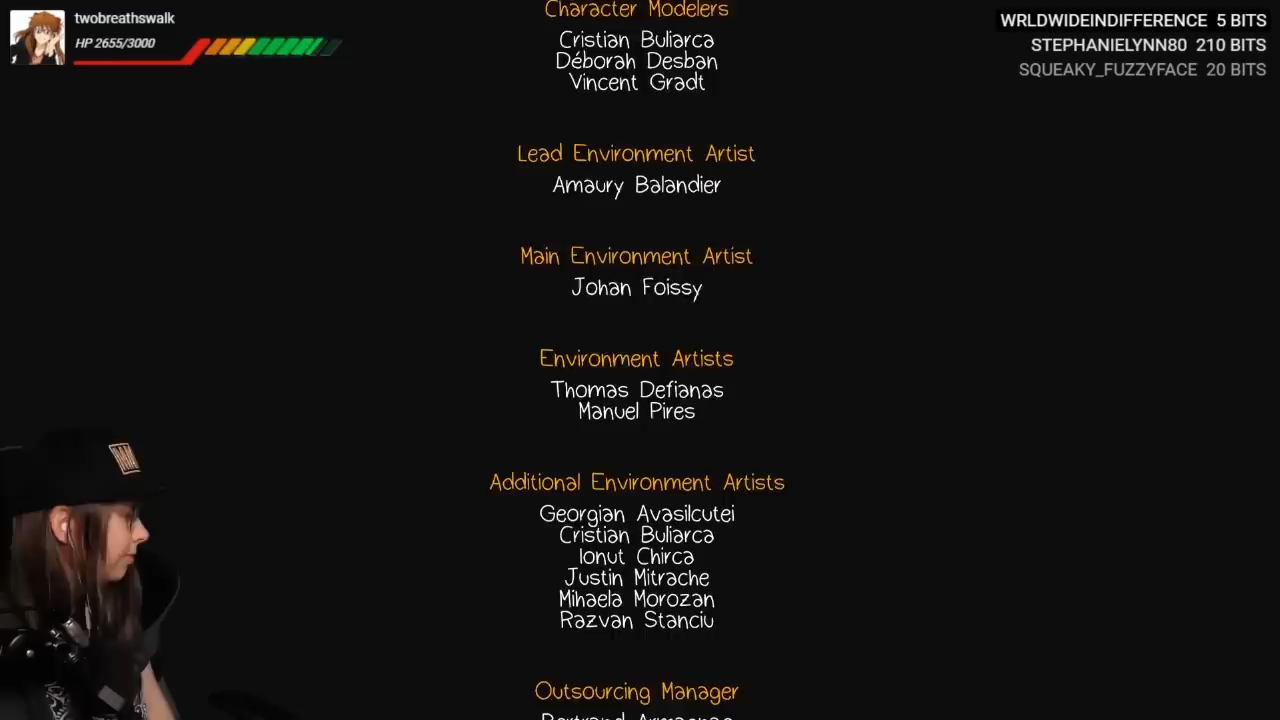 twobreathswalk
HP 2655/3000
WRLDWIDEINDIFFERENCE 5 BITS
STEPHANIELYNN80 210 BITS
SQUEAKY_FUZZYFACE 20 BITS
Character Modelers
Cristian Buliarca
Déborah Desban
Vincent Gradt
Lead Environment Artist
Amaury Balandier
Main Environment Artist
Johan Foissy
Environment Artists
Thomas Defianas
Manuel Pires
Additional Environment Artists
Georgian Avasilcutei
Cristian Buliarca
Ionut Chirca
Justin Mitrache
Mihaela Morozan
Razvan Stanciu
Outsourcing Manager